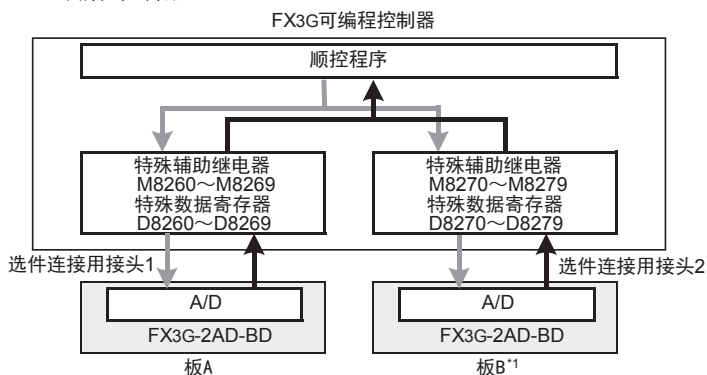 FX3G可编程控制器
顺控程序
特殊辅助继电器
M8260～M8269
特殊数据寄存器
D8260～D8269
特殊辅助继电器
M8270～M8279
特殊数据寄存器
D8270～D8279
选件连接用接头1
选件连接用接头2
A/D
FX3G-2AD-BD
板A
A/D
FX3G-2AD-BD
板B*1